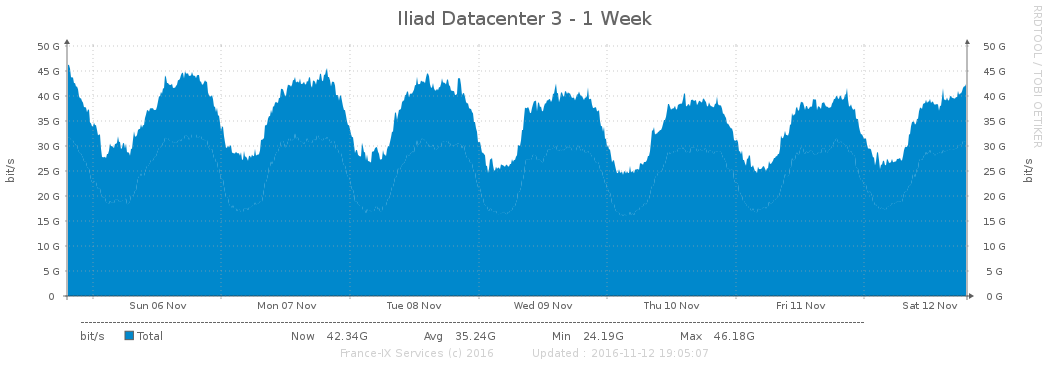 Iliad Datacenter 3 - 1 Week
RRDTOOL / TOBI OETIKER
bit/s
50 G
45 G
40 G
35 G
30 G
25 G
20 G
15 G
10 G
5 G
0
50 G
45 G
40 G
35 G
30 G
25 G
20 G
15 G
10 G
5 G
0 G
bit/s
Sun 06 Nov Mon 07 Nov Tue 08 Nov Wed 09 Nov Thu 10 Nov Fri 11 Nov Sat 12 Nov
bit/s Total Now 42.34G Avg 35.24G Min 24.19G Max 46.18G
France-IX Services (c) 2016 Updated : 2016-11-12 19:05:07